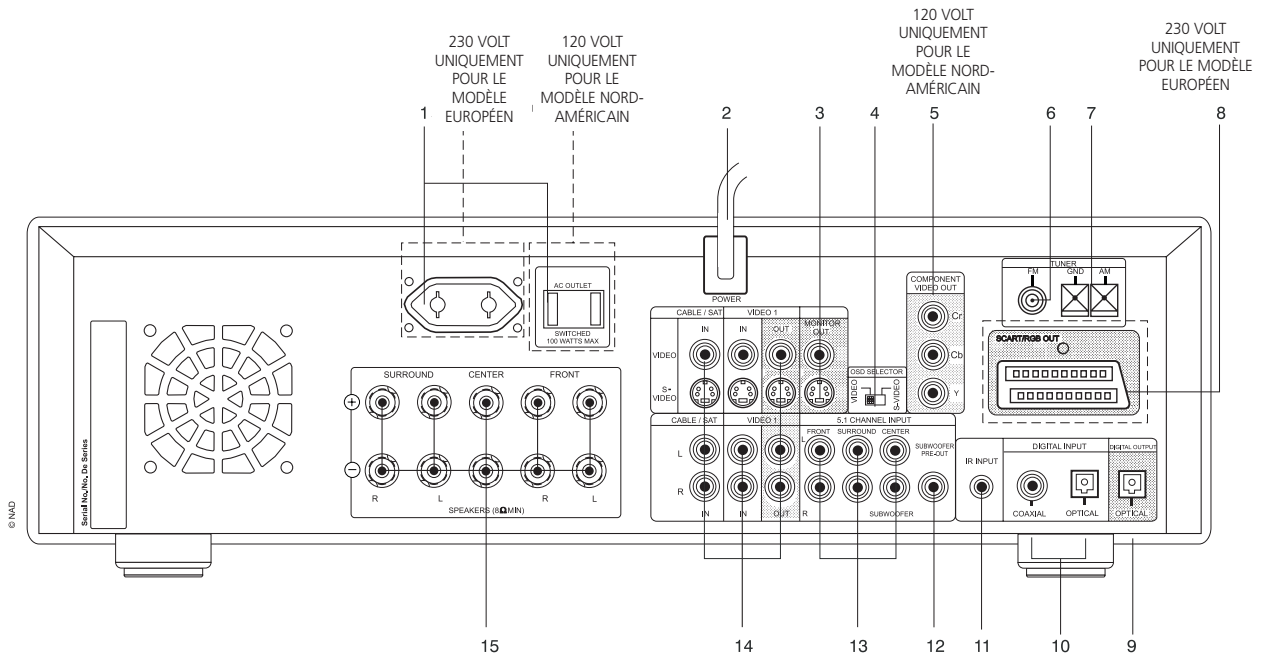 230 VOLT
UNIQUEMENT
POUR LE
MODÈLE
EUROPÉEN
120 VOLT
UNIQUEMENT
POUR LE
MODÈLE NORD-
AMÉRICAIN
120 VOLT
UNIQUEMENT
POUR LE
MODÈLE NORD-
AMÉRICAIN
230 VOLT
UNIQUEMENT
POUR LE MODÈLE
EUROPÉEN
1 2 3 4 5 6 7 8
AC OUTLET
SWITCHED
100 WATTS MAX
POWER
CABLE / SAT VIDEO 1
IN IN OUT MONITOR
OUT
VIDEO
S-
VIDEO
OSD SELECTOR
VIDEO
S-VIDEO
COMPONENT
VIDEO OUT
Cr
Cb
Y
TUNER
FM GND AM
SCART/RGB OUT
SURROUND CENTER FRONT
+
−
R L R L
SPEAKERS (8Ω MIN)
CABLE / SAT VIDEO 1 5.1 CHANNEL INPUT
L
R
IN IN OUT
FRONT SURROUND CENTER
L
R
SUBWOOFER
SUBWOOFER
PRE-OUT
IR INPUT
DIGITAL INPUT
COAXIAL OPTICAL
DIGITAL OUTPUT
OPTICAL
Serial No./No. De Series
© NAD
15 14 13 12 11 10 9